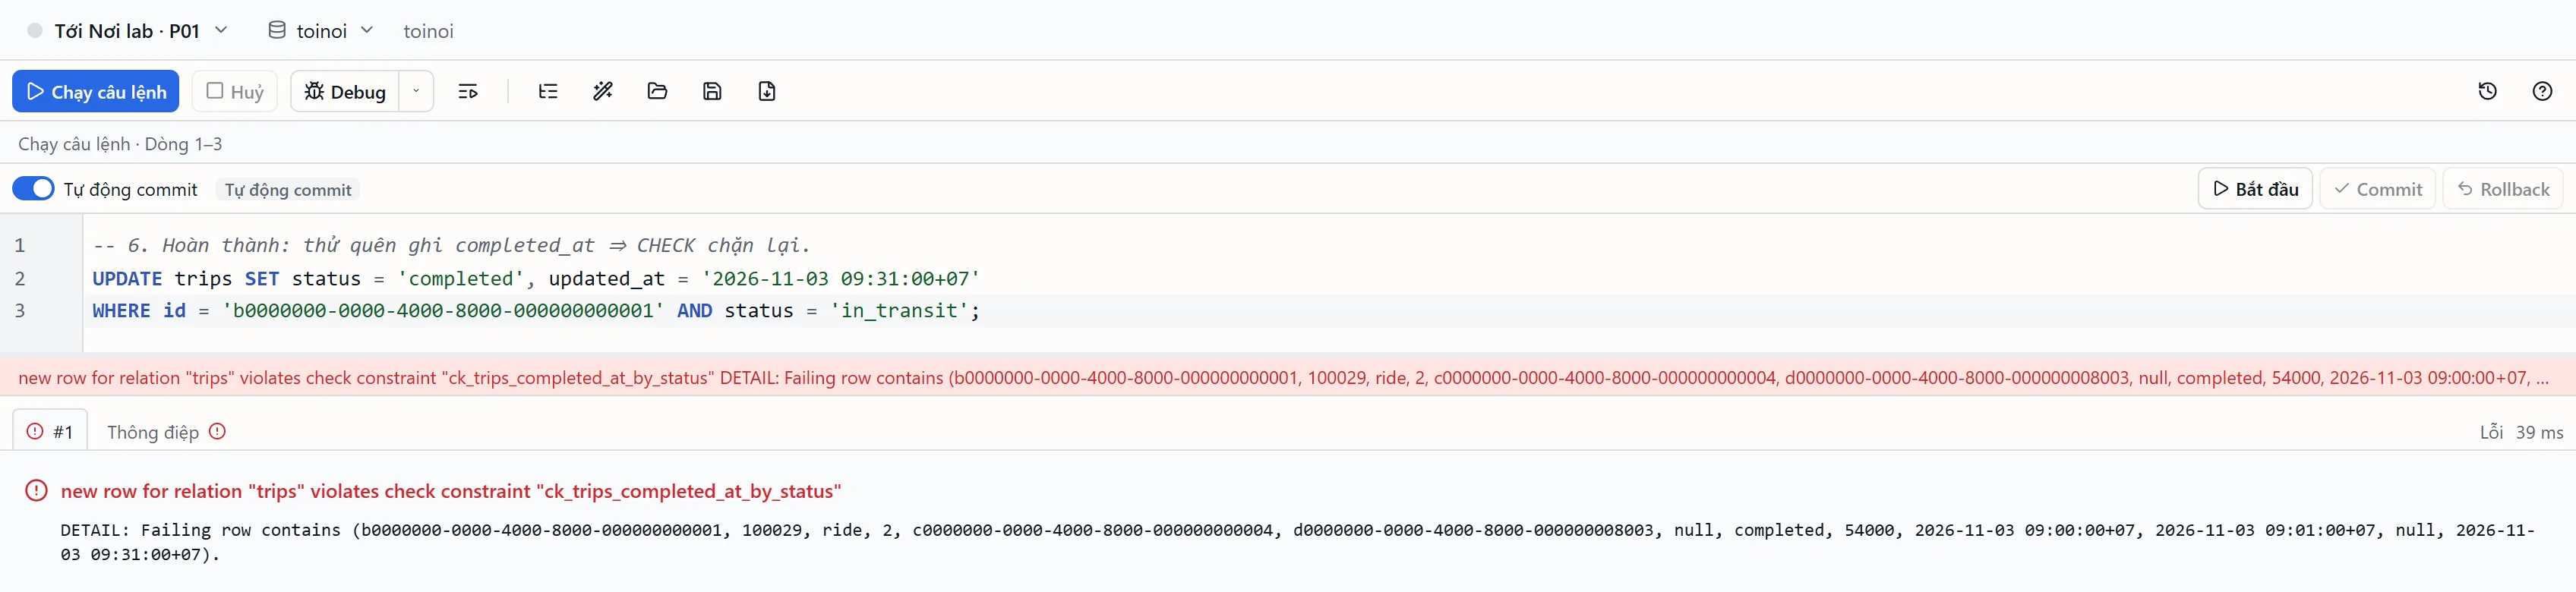 Tới Nơi lab · P01 toinoi toinoi
Chạy câu lệnh Huỷ Debug
Chạy câu lệnh · Dòng 1–3
Tự động commit Tự động commit Bắt đầu Commit Rollback
1 -- 6. Hoàn thành: thử quên ghi completed_at ⇒ CHECK chặn lại.
2 UPDATE trips SET status = 'completed', updated_at = '2026-11-03 09:31:00+07'
3 WHERE id = 'b0000000-0000-4000-8000-000000000001' AND status = 'in_transit';
new row for relation "trips" violates check constraint "ck_trips_completed_at_by_status" DETAIL: Failing row contains (b0000000-0000-4000-8000-000000000001, 100029, ride, 2, c0000000-0000-4000-8000-000000000004, d0000000-0000-4000-8000-000000008003, null, completed, 54000, 2026-11-03 09:00:00+07, ...
#1 Thông điệp Lỗi 39 ms
new row for relation "trips" violates check constraint "ck_trips_completed_at_by_status"
DETAIL: Failing row contains (b0000000-0000-4000-8000-000000000001, 100029, ride, 2, c0000000-0000-4000-8000-000000000004, d0000000-0000-4000-8000-000000008003, null, completed, 54000, 2026-11-03 09:00:00+07, 2026-11-03 09:01:00+07, null, 2026-11-
03 09:31:00+07).